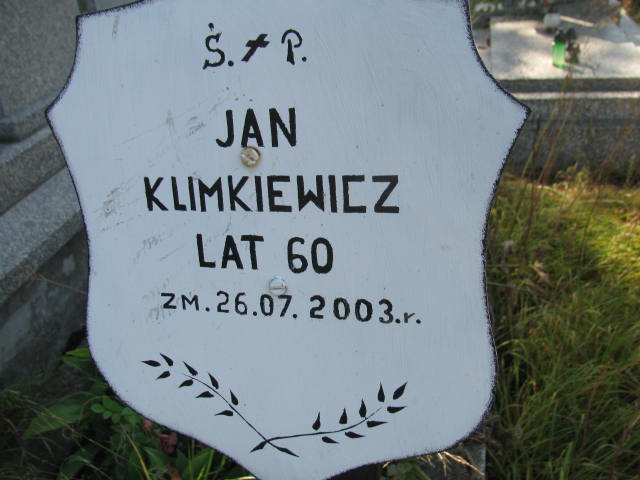 Ś. + P.
JAN
KLIMKIEWICZ
LAT 60
ZM. 26.07. 2003.r.